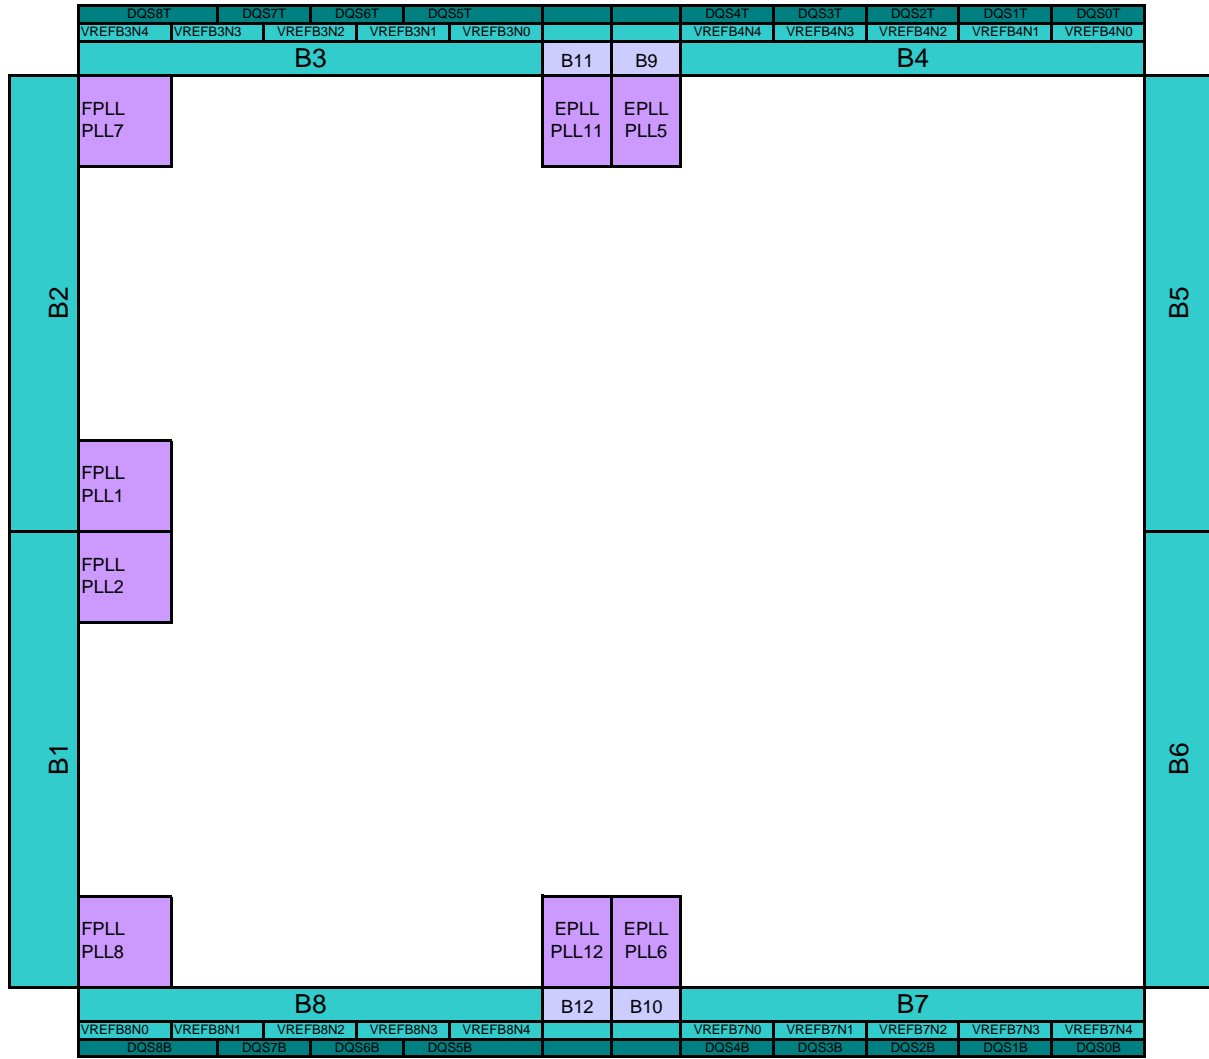 DQS8T DQS7T DQS6T DQS5T DQS4T DQS3T DQS2T DQS1T DQS0T
VREFB3N4 VREFB3N3 VREFB3N2 VREFB3N1 VREFB3N0 VREFB4N4 VREFB4N3 VREFB4N2 VREFB4N1 VREFB4N0
B3 B11 B9 B4
FPLL EPLL EPLL
PLL7 PLL11 PLL5
B2 B5
FPLL
PLL1
FPLL
PLL2
B1 B6
FPLL EPLL EPLL
PLL8 PLL12 PLL6
B8 B12 B10 B7
VREFB8N0 VREFB8N1 VREFB8N2 VREFB8N3 VREFB8N4 VREFB7N0 VREFB7N1 VREFB7N2 VREFB7N3 VREFB7N4
DQS8B DQS7B DQS6B DQS5B DQS4B DQS3B DQS2B DQS1B DQS0B